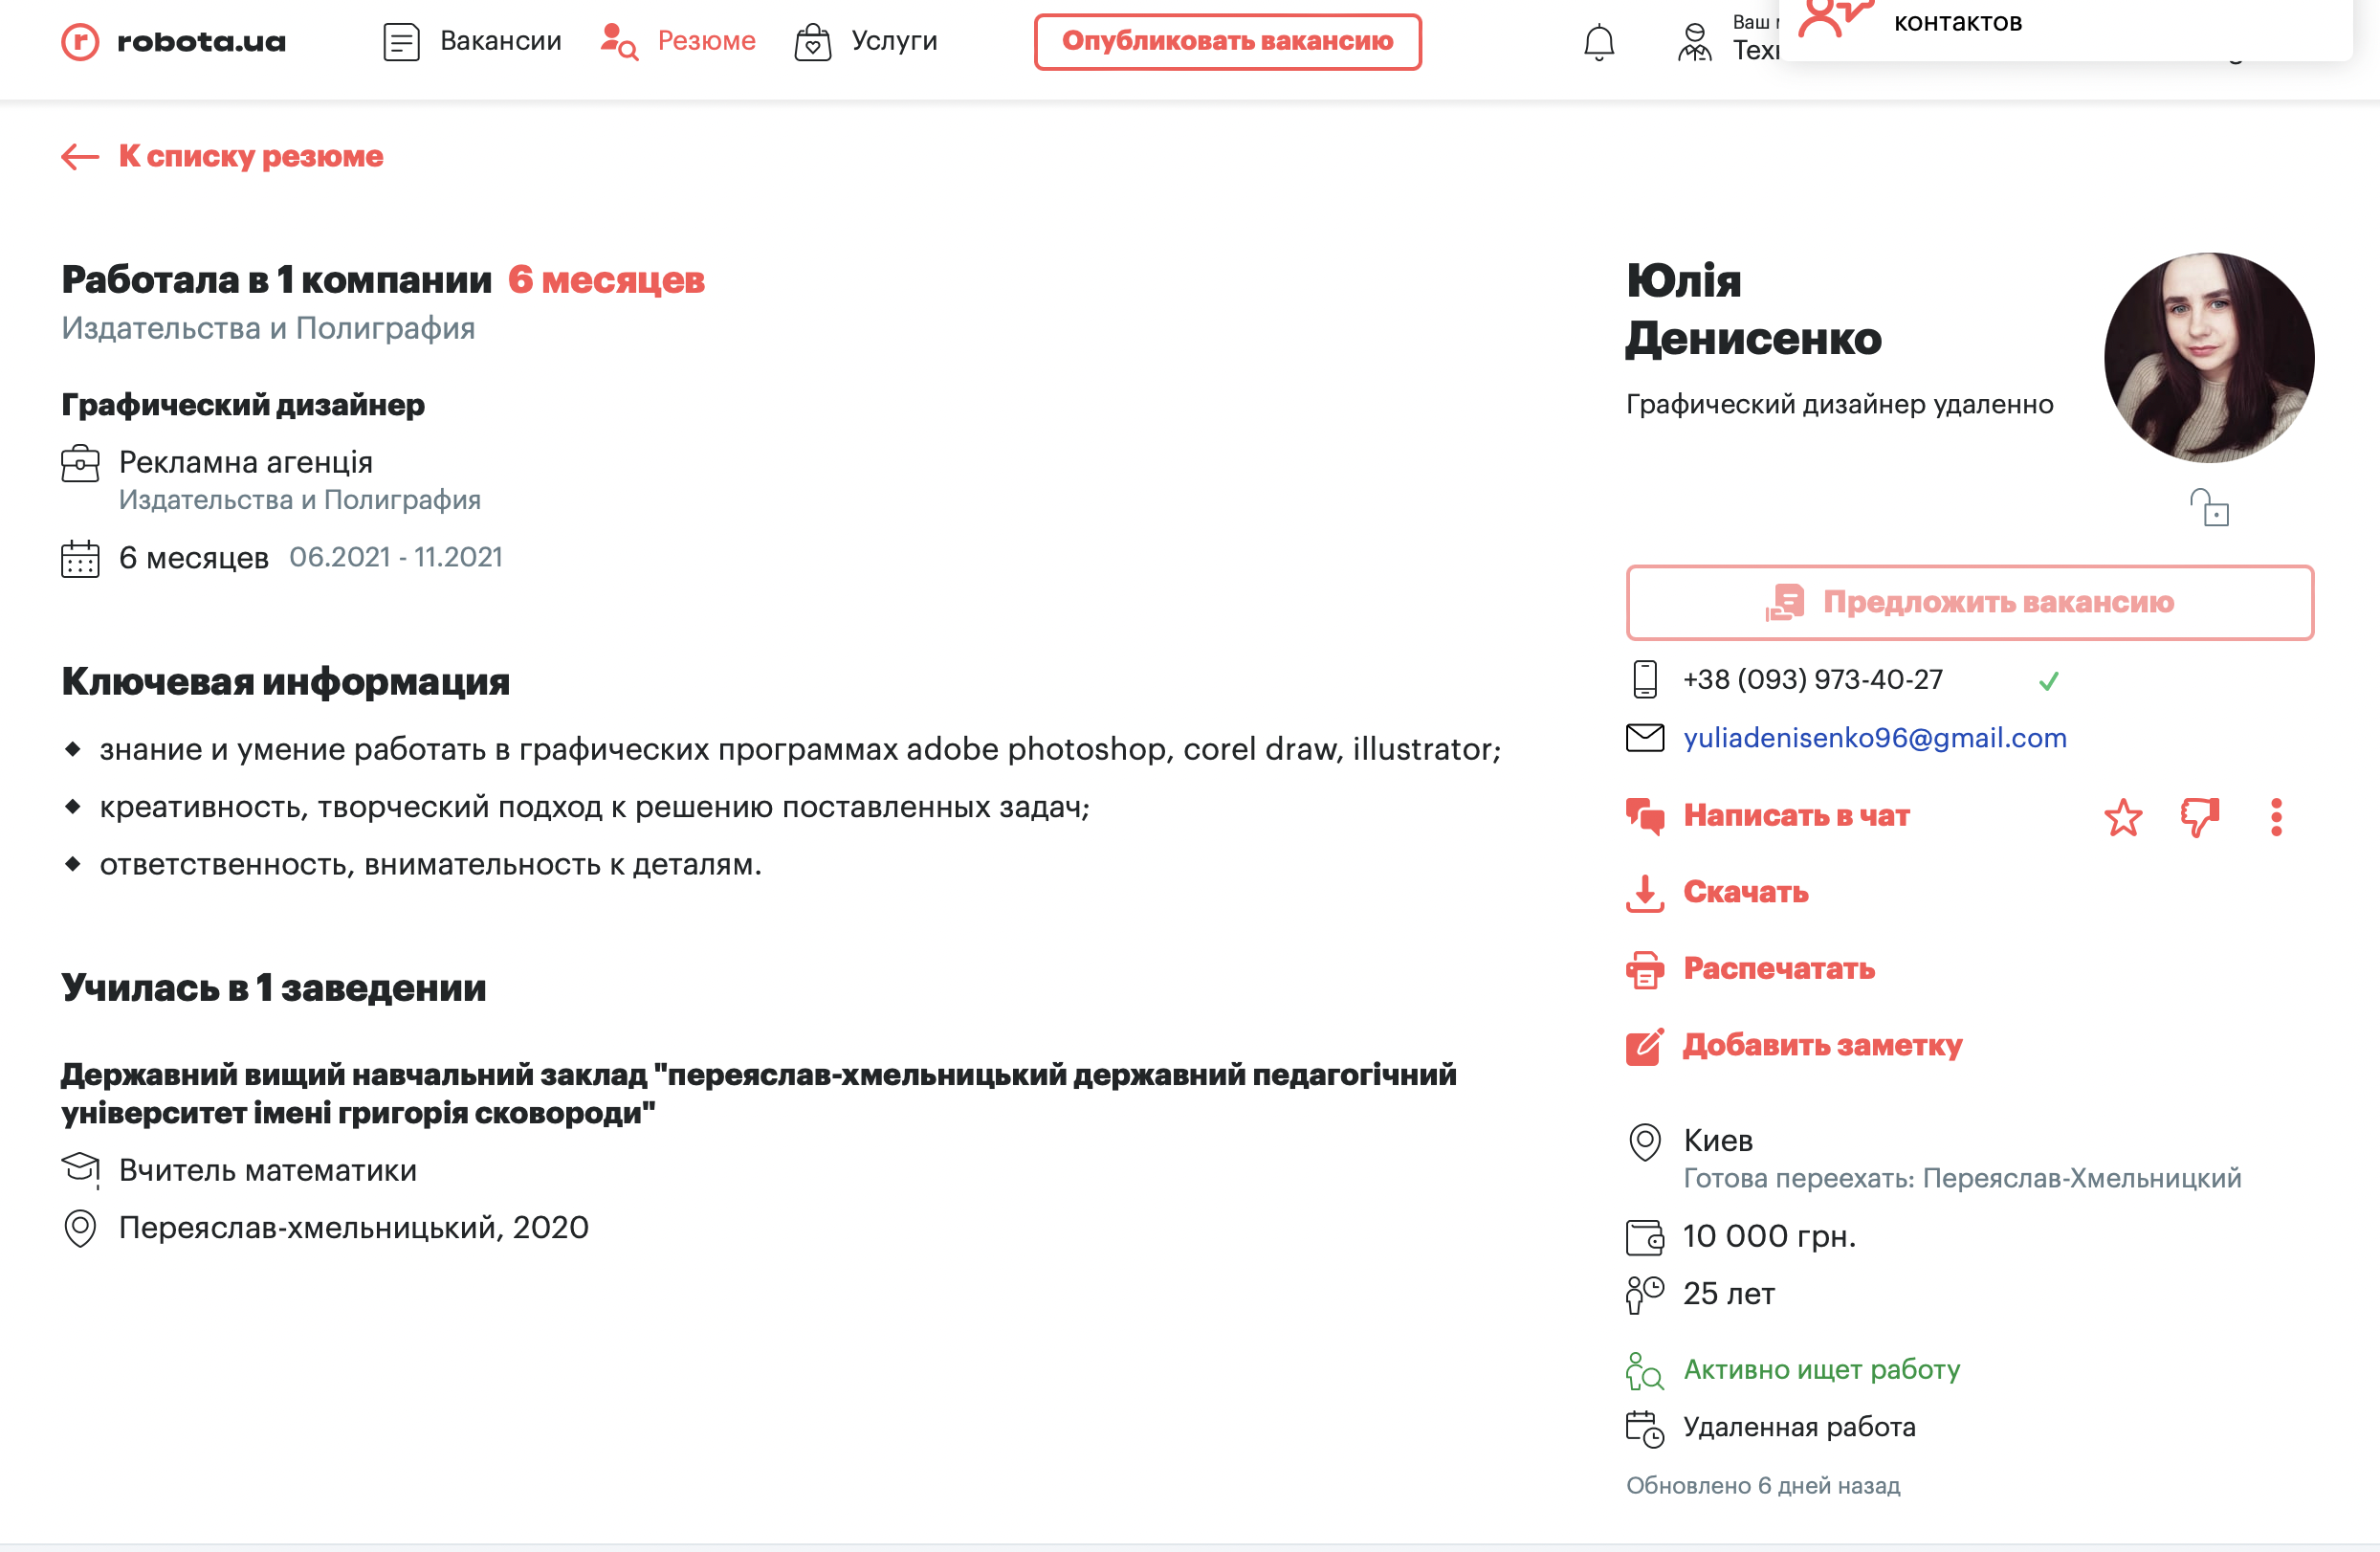 robota.ua
Вакансии
Резюме
Услуги
Опубликовать вакансию
Ваш
контактов
К списку резюме
Работала в 1 компании 6 месяцев
Издательства и Полиграфия
Графический дизайнер
Рекламна агенція
Издательства и Полиграфия
6 месяцев 06.2021 - 11.2021
Ключевая информация
знание и умение работать в графических программах adobe photoshop, corel draw, illustrator;
креативность, творческий подход к решению поставленных задач;
ответственность, внимательность к деталям.
Училась в 1 заведении
Державний вищий навчальний заклад "переяслав-хмельницький державний педагогічний
університет імені григорія сковороди"
Вчитель математики
Переяслав-хмельницький, 2020
Юлія
Денисенко
Графический дизайнер удаленно
Предложить вакансию
+38 (093) 973-40-27
yuliadenisenko96@gmail.com
Написать в чат
Скачать
Распечатать
Добавить заметку
Киев
Готова переехать: Переяслав-Хмельницкий
10 000 грн.
25 лет
Активно ищет работу
Удаленная работа
Обновлено 6 дней назад